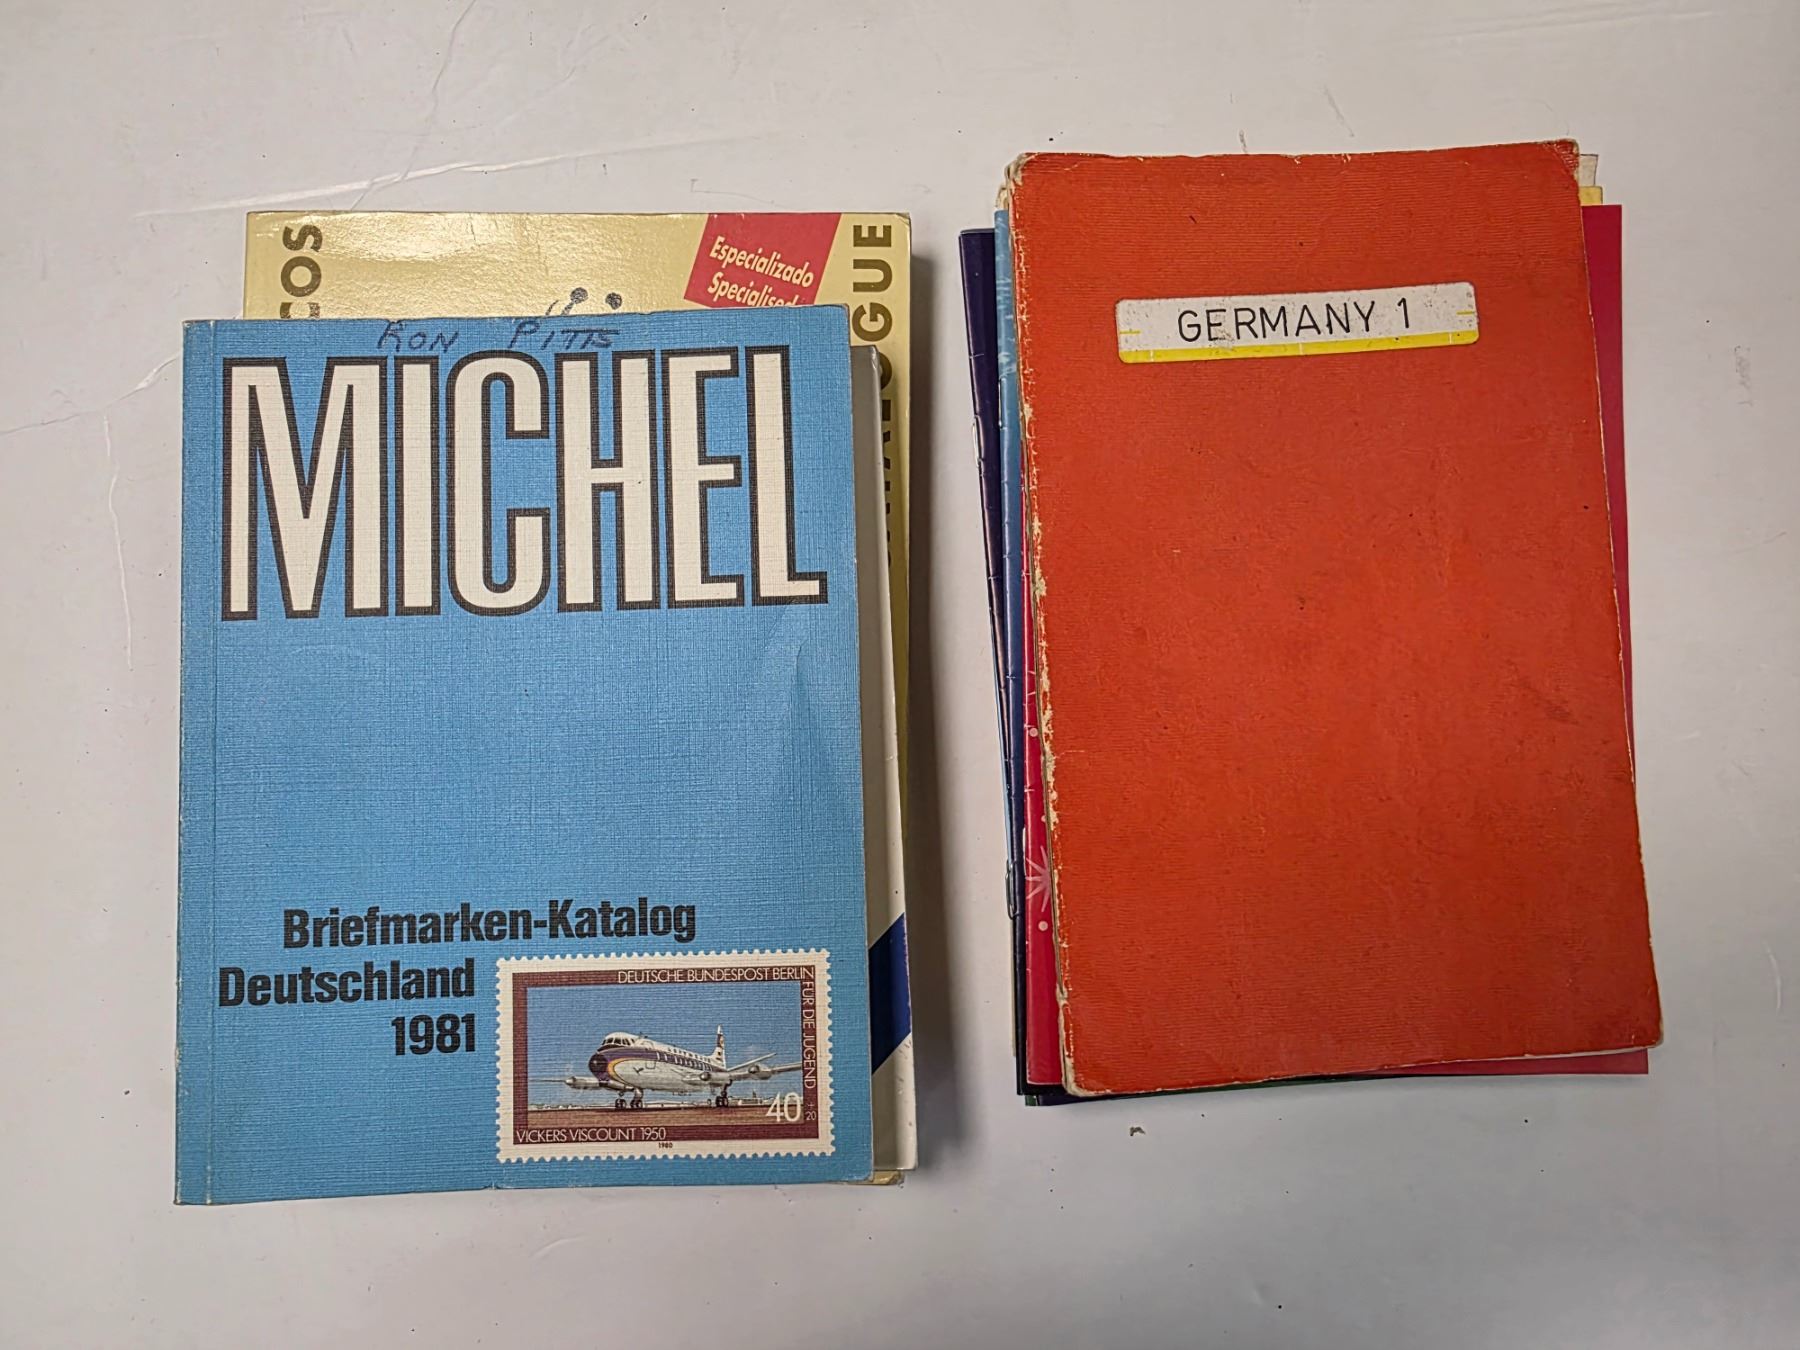 COS
Especializado
Specialised
OGUE
RON PITTS
MICHEL
Briefmarken-Katalog
Deutschland
1981
DEUTSCHE BUNDESPOST BERLIN
FÜR DIE JUGEND
40 + 20
VICKERS VISCOUNT 1950
1980
GERMANY 1